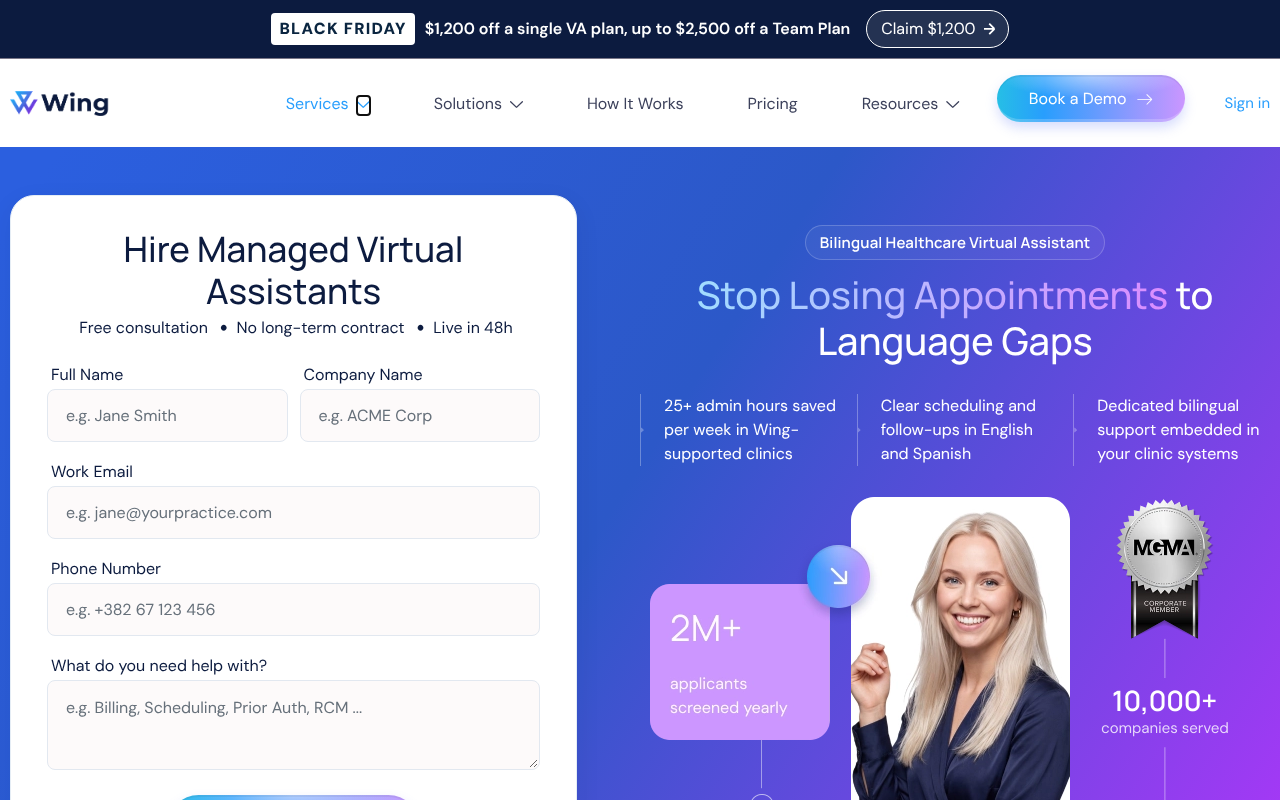 BLACK FRIDAY $1,200 off a single VA plan, up to $2,500 off a Team Plan Claim $1,200
Wing Services Solutions How It Works Pricing Resources Book a Demo Sign in
Hire Managed Virtual
Assistants
Free consultation • No long-term contract • Live in 48h
Full Name Company Name
e.g. Jane Smith e.g. ACME Corp
Work Email
e.g. jane@yourpractice.com
Phone Number
e.g. +382 67 123 456
What do you need help with?
e.g. Billing, Scheduling, Prior Auth, RCM ...
Bilingual Healthcare Virtual Assistant
Stop Losing Appointments to
Language Gaps
25+ admin hours saved
per week in Wing-
supported clinics
Clear scheduling and
follow-ups in English
and Spanish
Dedicated bilingual
support embedded in
your clinic systems
2M+
applicants
screened yearly
MGMA
CORPORATE
MEMBER
10,000+
companies served